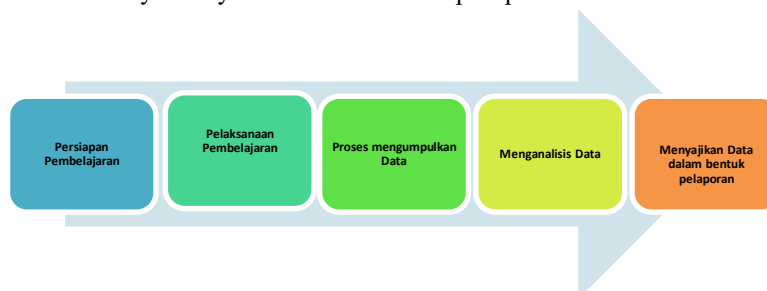 Persiapan
Pembelajaran
Pelaksanaan
Pembelajaran
Proses mengumpulkan
Data
Menganalisis Data
Menyajikan Data
dalam bentuk
pelaporan